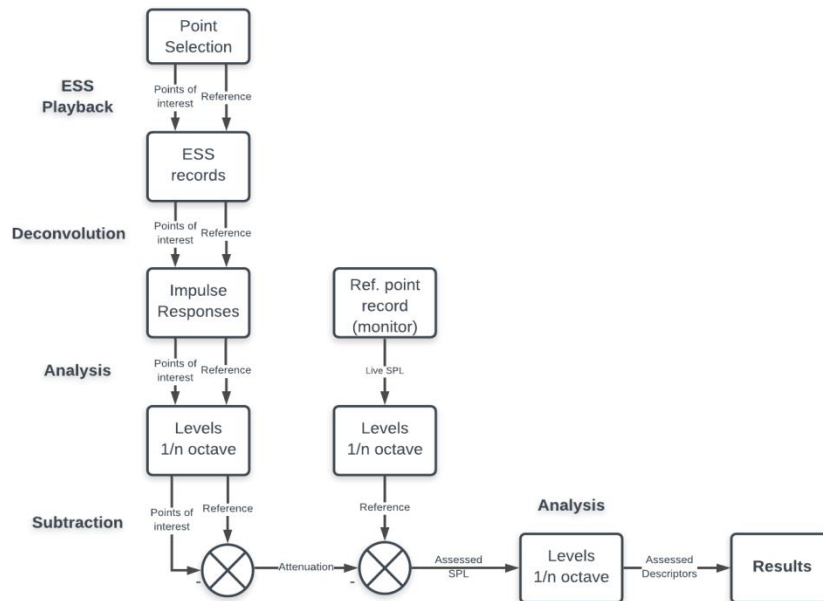 Point
Selection
ESS
Playback
Points of
interest
Reference
ESS
records
Deconvolution
Points of
interest
Reference
Impulse
Responses
Ref. point
record
(monitor)
Analysis
Points of
interest
Reference
Live SPL
Levels
1/n octave
Levels
1/n octave
Subtraction
Points of
interest
Reference
Reference
Analysis
-
Attenuation
-
Assessed
SPL
Levels
1/n octave
Assessed
Descriptors
Results